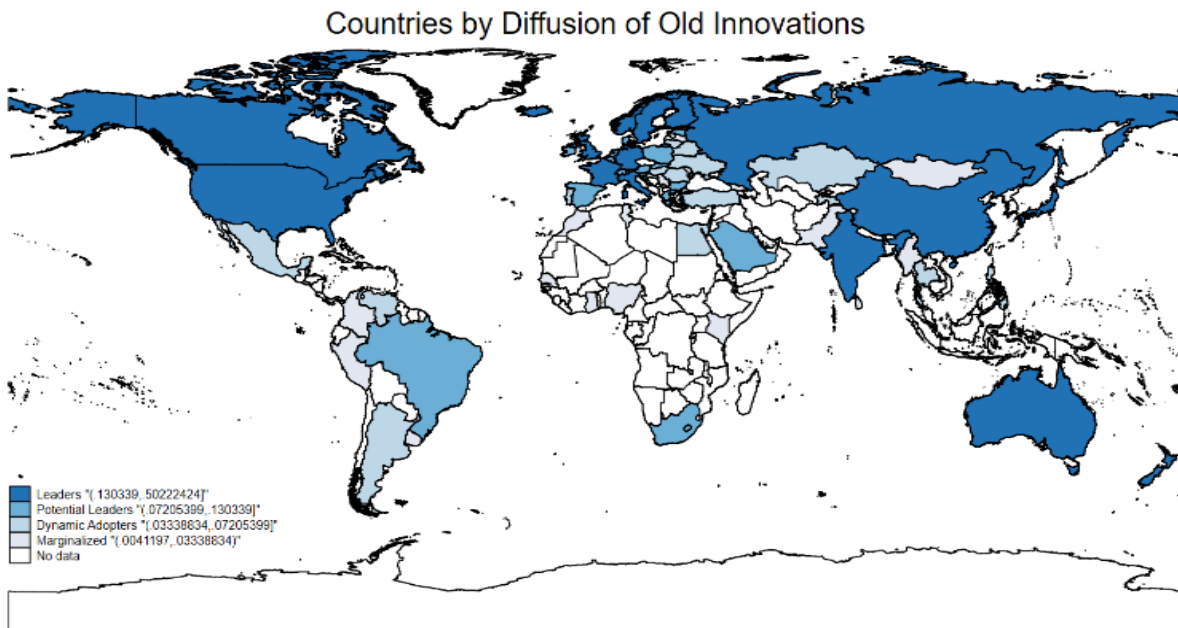 Countries by Diffusion of Old Innovations
Leaders "(.130339,.50222424]"
Potential Leaders "(.07205399,.130339]"
Dynamic Adopters "(.03338834,.07205399]"
Marginalized "(.0041197,.03338834)"
No data